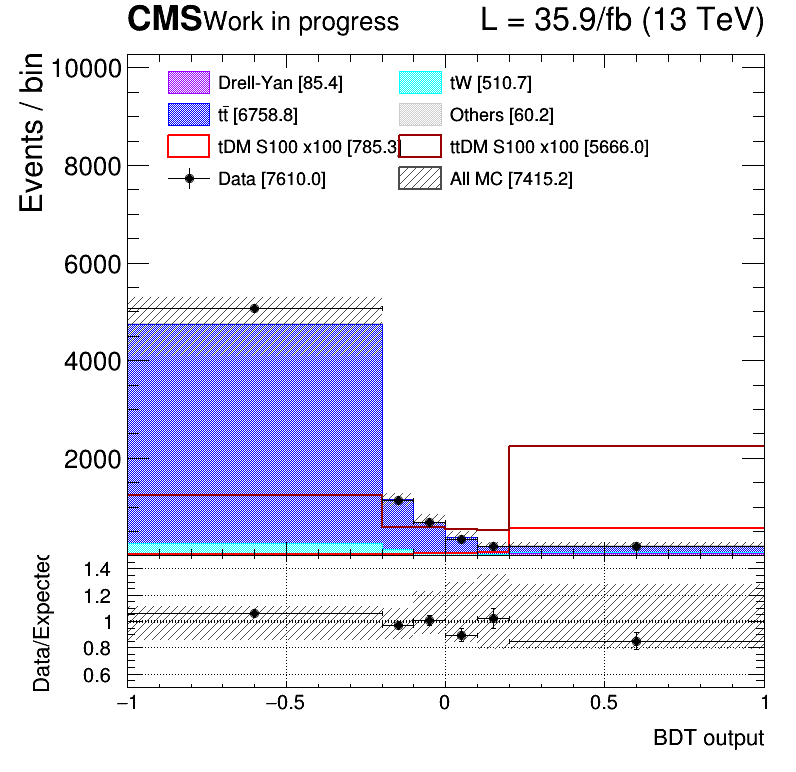 CMS Work in progress L = 35.9/fb (13 TeV)
Events / bin
10000
8000
6000
4000
2000
Drell-Yan [85.4] tW [510.7]
tt̄ [6758.8] Others [60.2]
tDM S100 x100 [785.3] ttDM S100 x100 [5666.0]
Data [7610.0] All MC [7415.2]
Data/Expected
1.4
1.2
1
0.8
0.6
−1 −0.5 0 0.5 1
BDT output